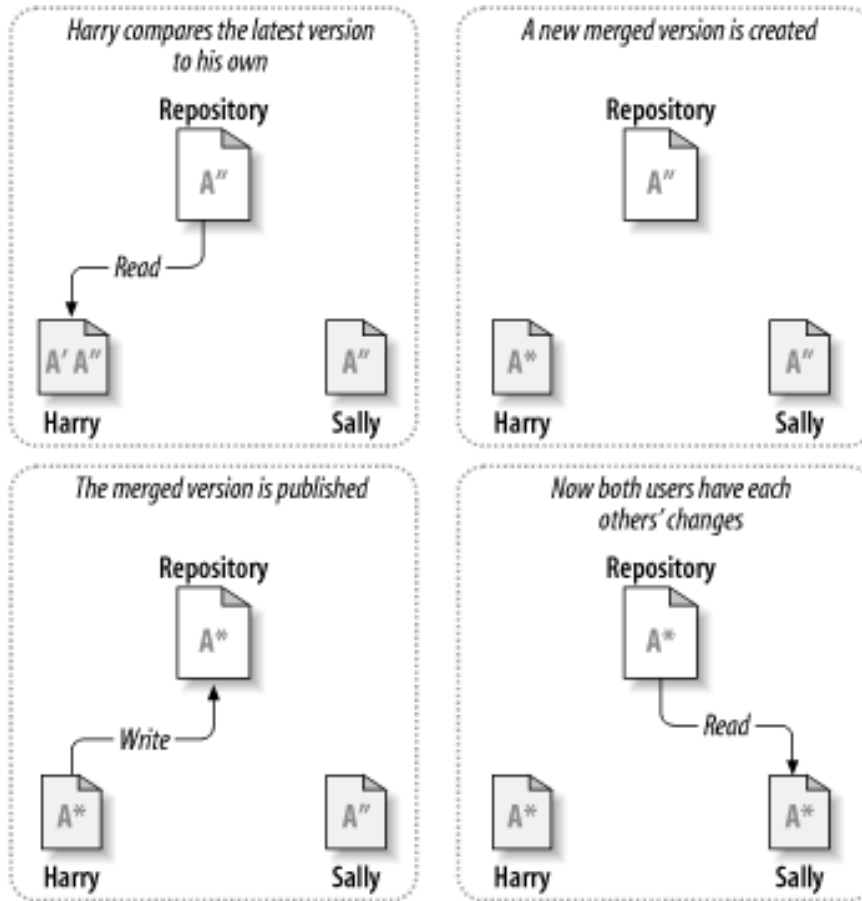 Harry compares the latest version
to his own
Repository
A″
Read
A′ A″
A″
Harry
Sally
A new merged version is created
Repository
A″
A*
A″
Harry
Sally
The merged version is published
Repository
A*
Write
A*
A″
Harry
Sally
Now both users have each
others’ changes
Repository
A*
Read
A*
A*
Harry
Sally